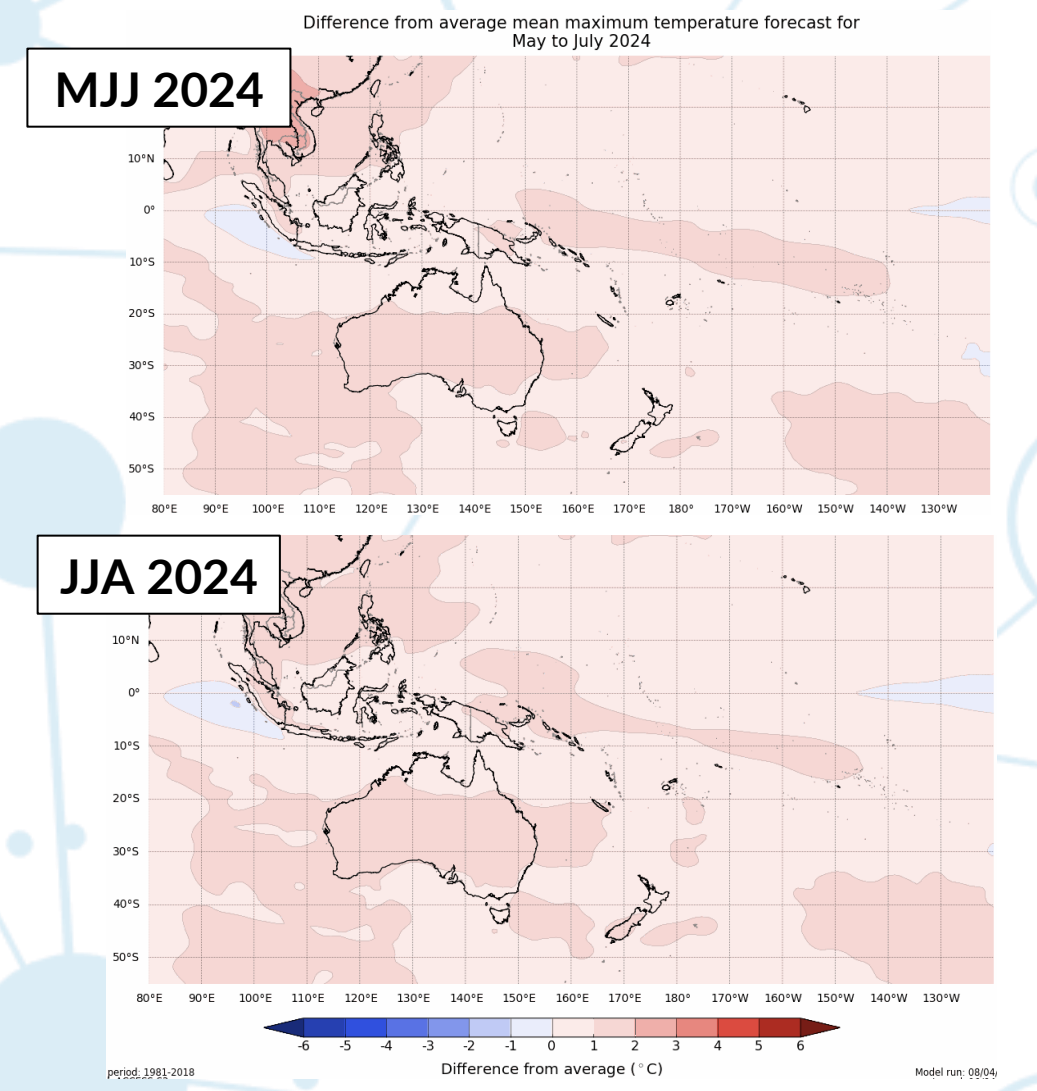 Difference from average mean maximum temperature forecast for
May to July 2024
MJJ 2024
10°N
0°
10°S
20°S
30°S
40°S
50°S
80°E 90°E 100°E 110°E 120°E 130°E 140°E 150°E 160°E 170°E 180° 170°W 160°W 150°W 140°W 130°W
JJA 2024
10°N
0°
10°S
20°S
30°S
40°S
50°S
80°E 90°E 100°E 110°E 120°E 130°E 140°E 150°E 160°E 170°E 180° 170°W 160°W 150°W 140°W 130°W
-6 -5 -4 -3 -2 -1 0 1 2 3 4 5 6
Difference from average (°C)
period: 1981-2018
Model run: 08/04/